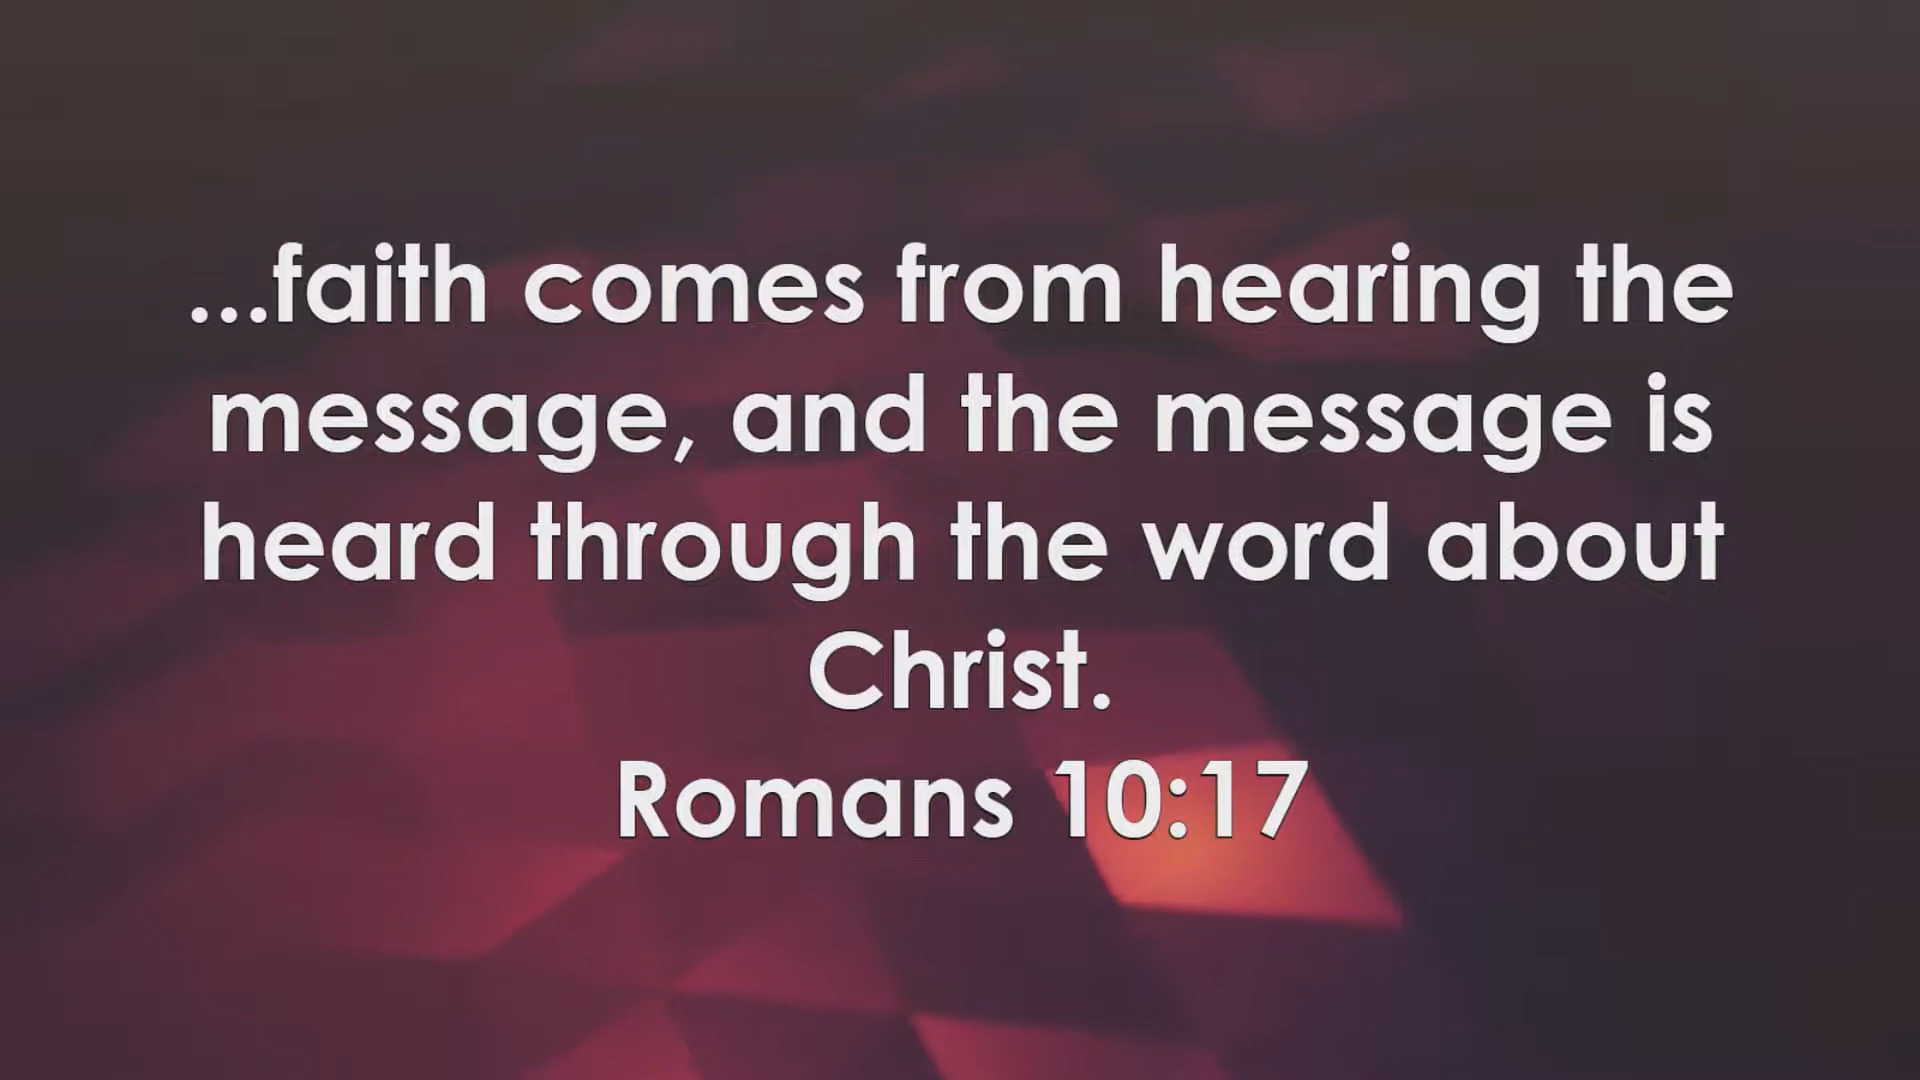 ...faith comes from hearing the
message, and the message is
heard through the word about
Christ.
Romans 10:17